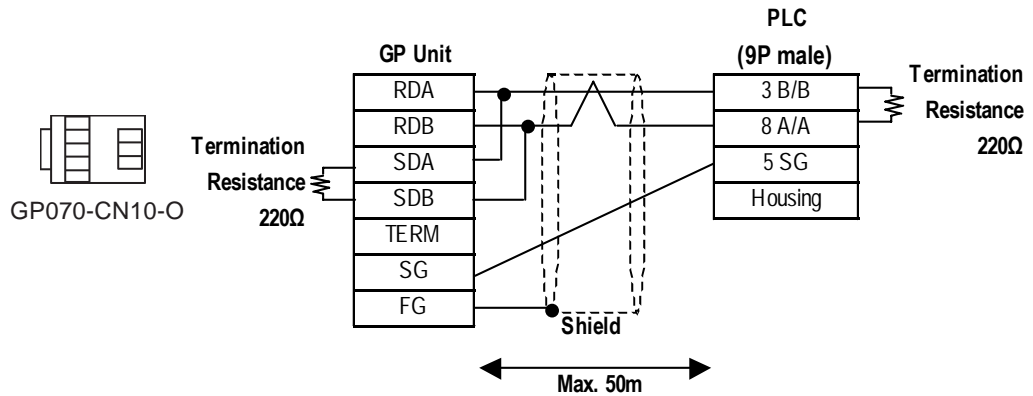 PLC
(9P male)
GP Unit
RDA
RDB
SDA
SDB
TERM
SG
FG
3 B/B
8 A/A
5 SG
Housing
Termination
Resistance
220Ω
Termination
Resistance
220Ω
GP070-CN10-O
Shield
Max. 50m